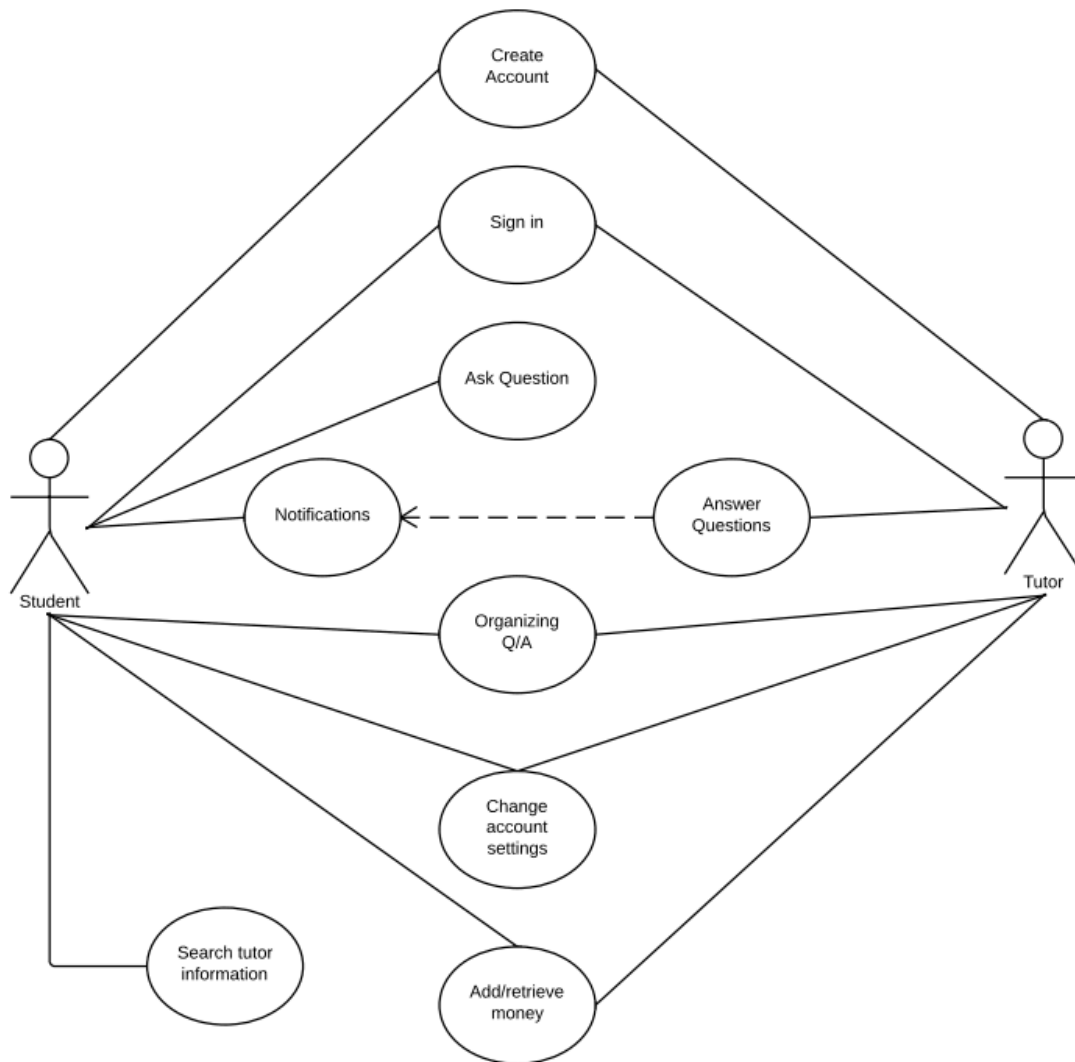 Create
Account
Sign in
Ask Question
Notifications
Answer
Questions
Student
Tutor
Organizing
Q/A
Change
account
settings
Search tutor
information
Add/retrieve
money